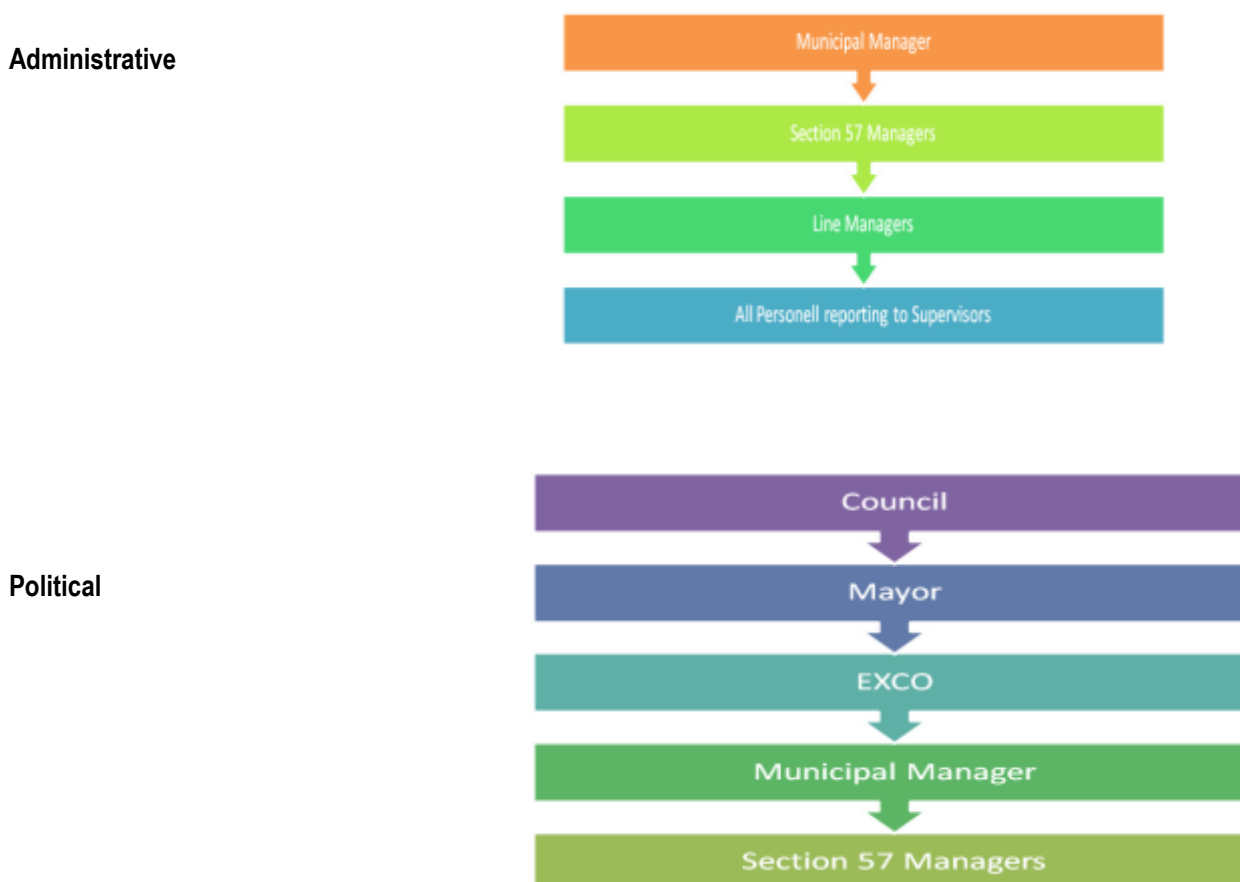 Administrative
Municipal Manager
Section 57 Managers
Line Managers
All Personell reporting to Supervisors
Political
Council
Mayor
EXCO
Municipal Manager
Section 57 Managers